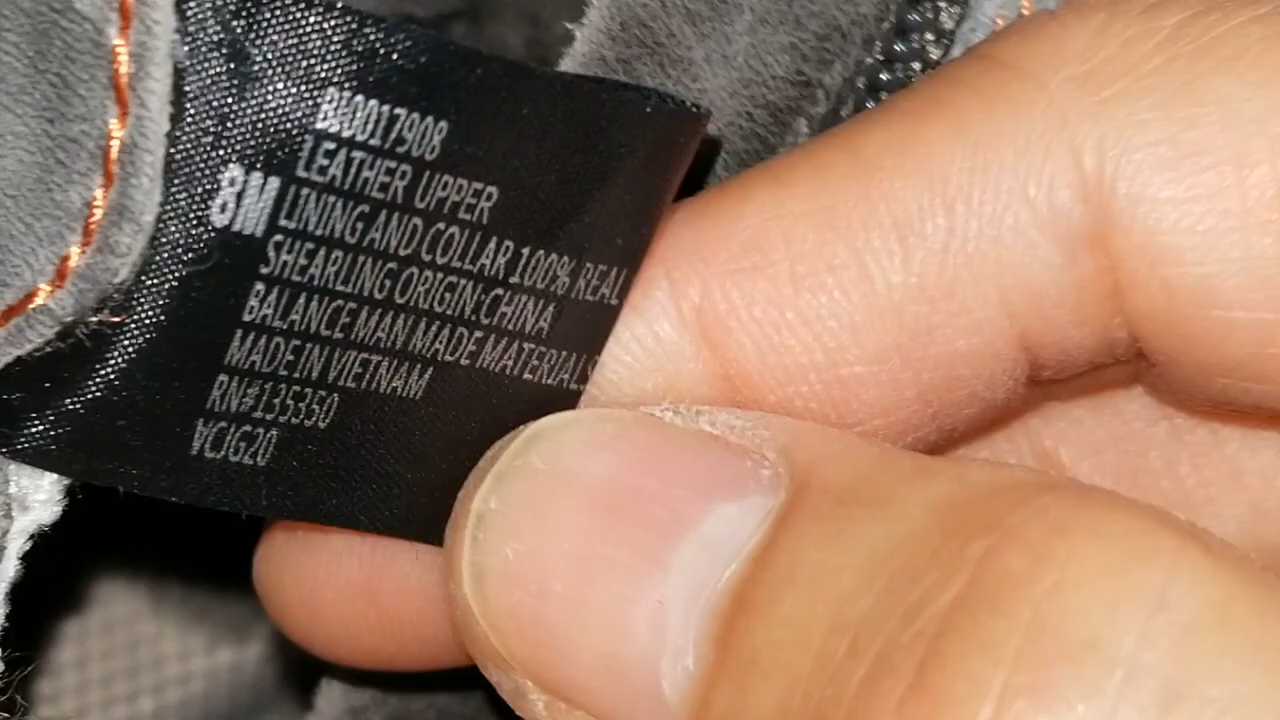 BL0017908
LEATHER UPPER
8M
LINING AND COLLAR 100% REAL
SHEARLING ORIGIN:CHINA
BALANCE MAN MADE MATERIALS
MADE IN VIETNAM
RN#135350
VCJG20